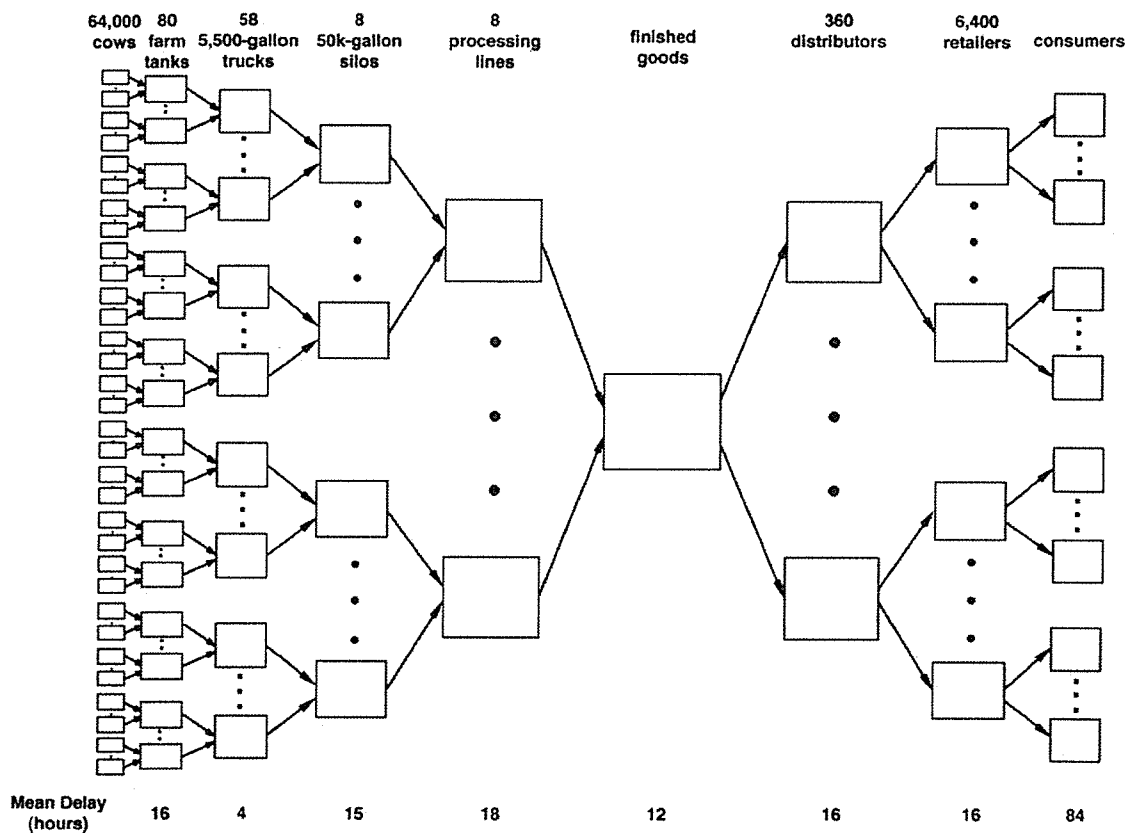 64,000 cows
80 farm tanks
58 5,500-gallon trucks
8 50k-gallon silos
8 processing lines
finished goods
360 distributors
6,400 retailers
consumers
Mean Delay (hours)
16 4 15 18 12 16 16 84